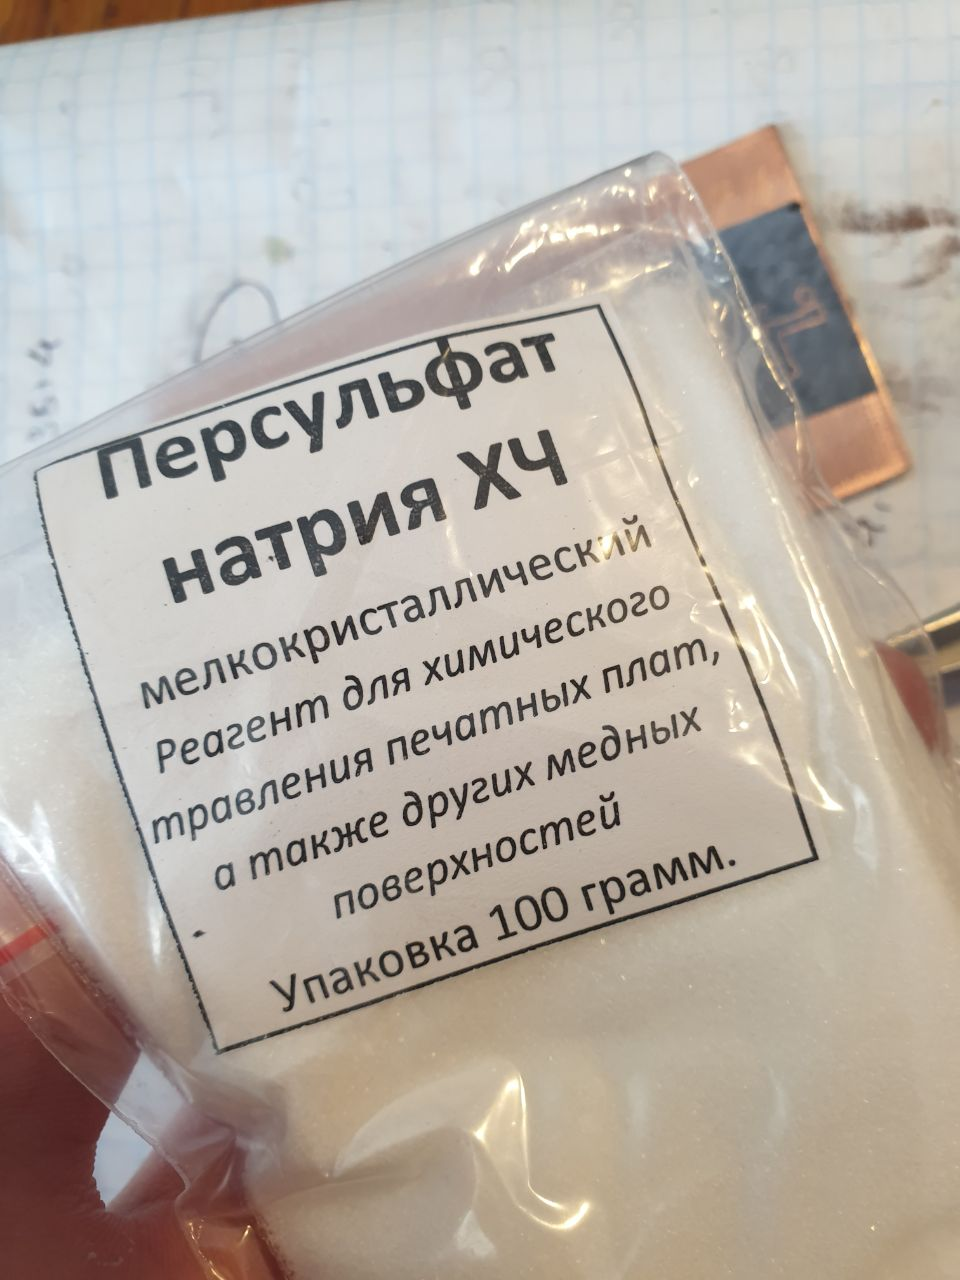 Персульфат
натрия ХЧ
мелкокристаллический
Реагент для химического
травления печатных плат,
а также других медных
поверхностей
Упаковка 100 грамм.